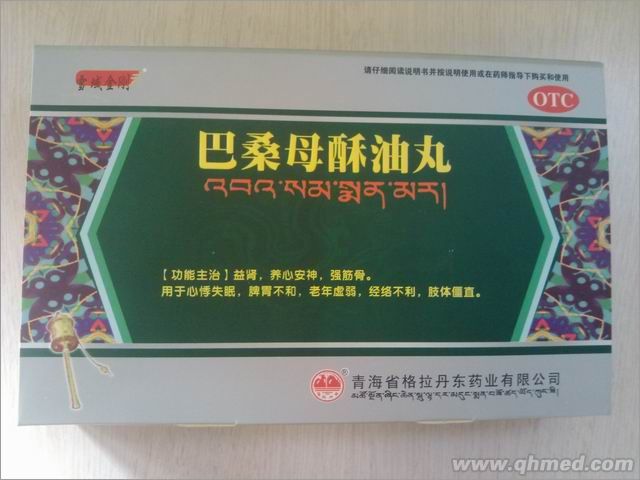 雪域金刚
请仔细阅读说明书并按说明使用或在药师指导下购买和使用
OTC
巴桑母酥油丸
【功能主治】益肾，养心安神，强筋骨。
用于心悸失眠，脾胃不和，老年虚弱，经络不利，肢体僵直。
青海省格拉丹东药业有限公司
www.qhmed.com